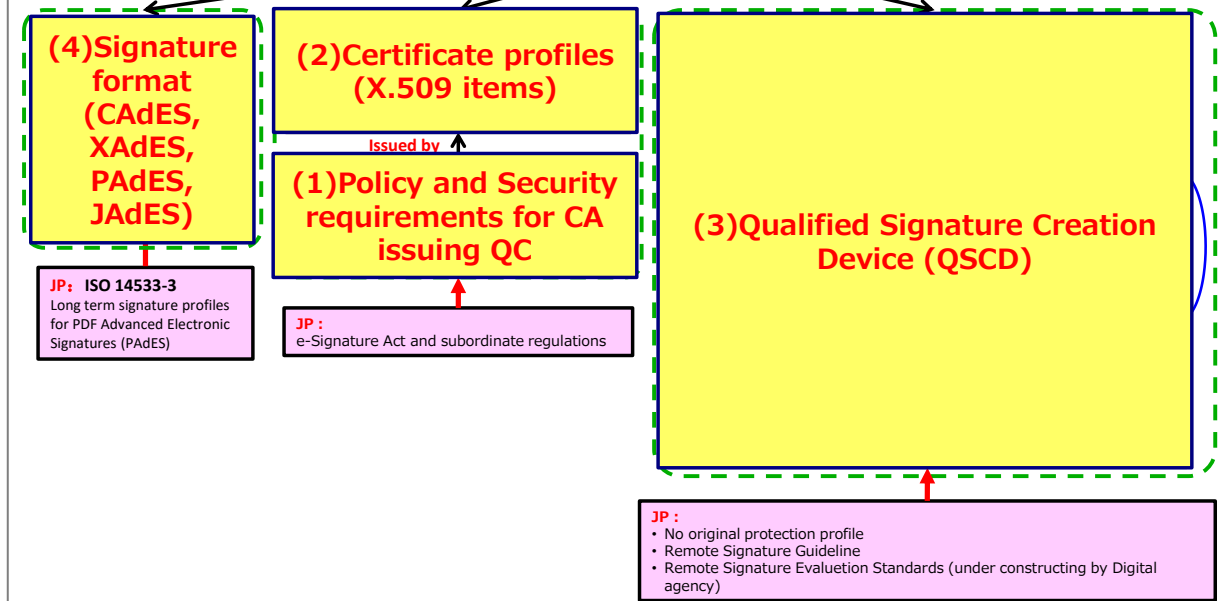 (4)Signature
format
(CAdES,
XAdES,
PAdES,
JAdES)
(2)Certificate profiles
(X.509 items)
Issued by
(1)Policy and Security
requirements for CA
issuing QC
(3)Qualified Signature Creation
Device (QSCD)
JP：ISO 14533-3
Long term signature profiles
for PDF Advanced Electronic
Signatures (PAdES)
JP :
e-Signature Act and subordinate regulations
JP :
• No original protection profile
• Remote Signature Guideline
• Remote Signature Evaluation Standards (under constructing by Digital
agency)